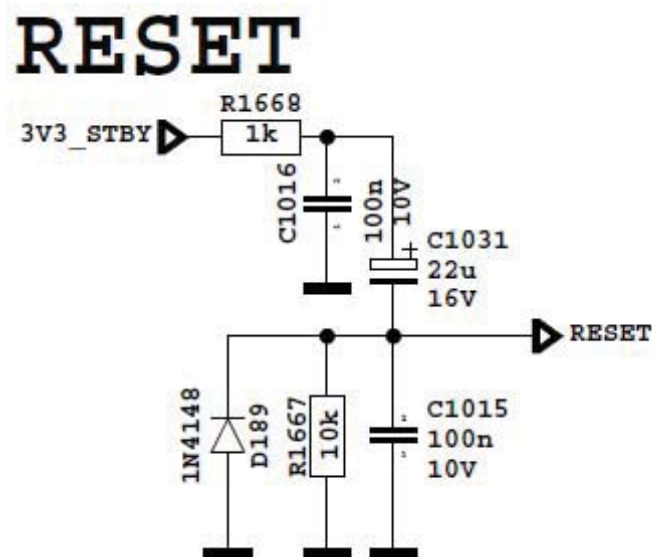 RESET
R1668
3V3_STBY
1k
C1016
100n
10V
C1031
22u
16V
RESET
1N4148
D189
R1667
10k
C1015
100n
10V